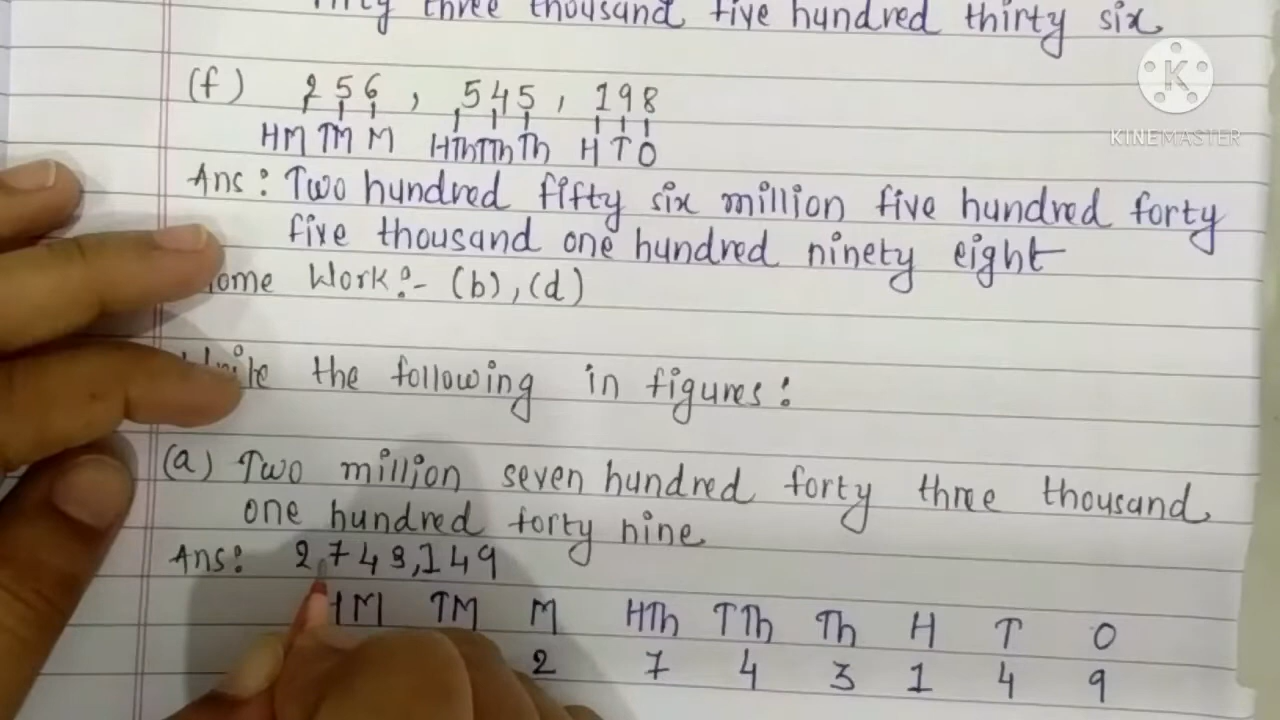 three thousand five hundred thirty six
(f) 256, 545, 198
HM TM M HTh TTh Th H T O
Ans: Two hundred fifty six million five hundred forty
five thousand one hundred ninety eight
Work:- (b), (d)
the following in figures:
(a) Two million seven hundred forty three thousand
one hundred forty nine
Ans: 2,743,149
HM TM M HTh TTh Th H T O
2 7 4 3 1 4 9
K
KINEMASTER